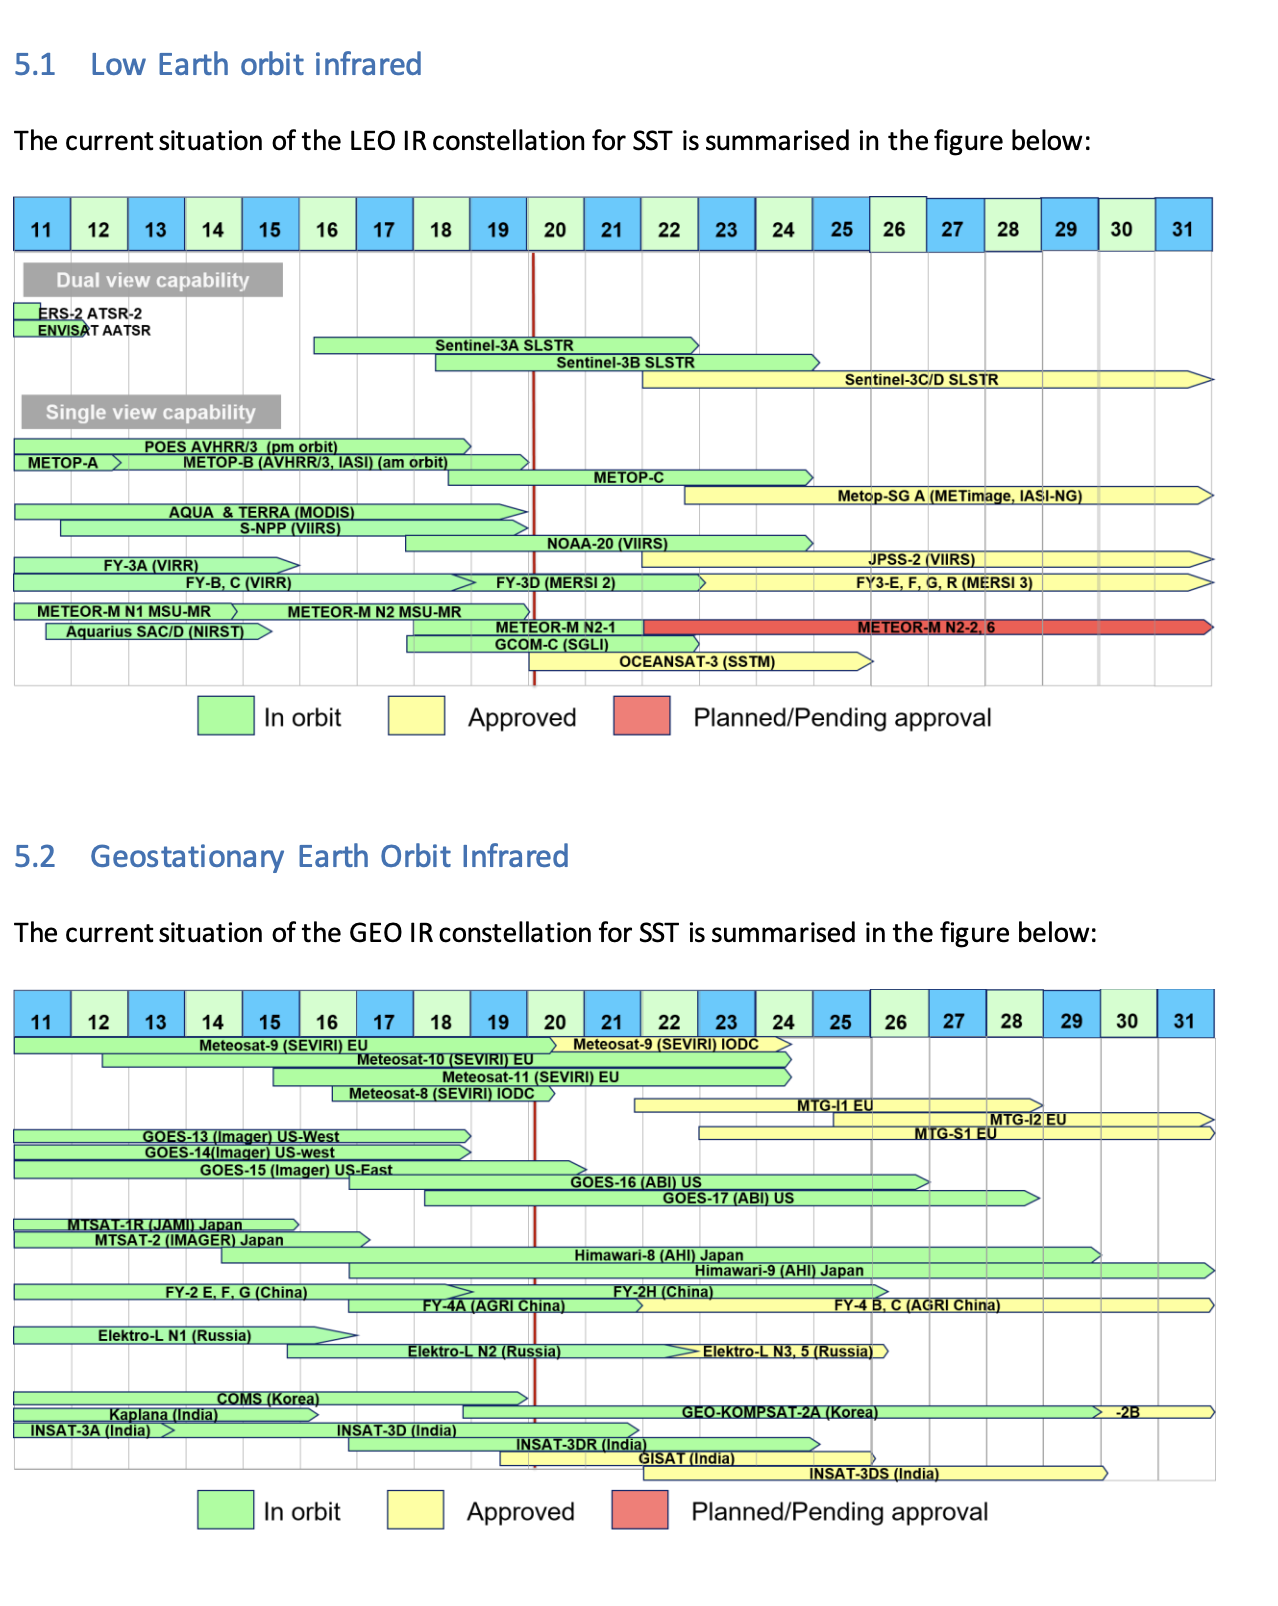 5.1 Low Earth orbit infrared
The current situation of the LEO IR constellation for SST is summarised in the figure below:
11 12 13 14 15 16 17 18 19 20 21 22 23 24 25 26 27 28 29 30 31
Dual view capability
ERS-2 ATSR-2
ENVISAT AATSR
Sentinel-3A SLSTR
Sentinel-3B SLSTR
Sentinel-3C/D SLSTR
Single view capability
POES AVHRR/3 (pm orbit)
METOP-A METOP-B (AVHRR/3, IASI) (am orbit)
METOP-C
Metop-SG A (METimage, IASI-NG)
AQUA & TERRA (MODIS)
S-NPP (VIIRS)
NOAA-20 (VIIRS)
JPSS-2 (VIIRS)
FY-3A (VIRR)
FY-B, C (VIRR) FY-3D (MERSI 2) FY3-E, F, G, R (MERSI 3)
METEOR-M N1 MSU-MR METEOR-M N2 MSU-MR
METEOR-M N2-1 METEOR-M N2-2, 6
Aquarius SAC/D (NIRST)
GCOM-C (SGLI)
OCEANSAT-3 (SSTM)
In orbit Approved Planned/Pending approval
5.2 Geostationary Earth Orbit Infrared
The current situation of the GEO IR constellation for SST is summarised in the figure below:
11 12 13 14 15 16 17 18 19 20 21 22 23 24 25 26 27 28 29 30 31
Meteosat-9 (SEVIRI) EU Meteosat-9 (SEVIRI) IODC
Meteosat-10 (SEVIRI) EU
Meteosat-11 (SEVIRI) EU
Meteosat-8 (SEVIRI) IODC
MTG-I1 EU
MTG-I2 EU
MTG-S1 EU
GOES-13 (Imager) US-West
GOES-14(Imager) US-west
GOES-15 (Imager) US-East
GOES-16 (ABI) US
GOES-17 (ABI) US
MTSAT-1R (JAMI) Japan
MTSAT-2 (IMAGER) Japan
Himawari-8 (AHI) Japan
Himawari-9 (AHI) Japan
FY-2 E, F, G (China) FY-2H (China)
FY-4A (AGRI China) FY-4 B, C (AGRI China)
Elektro-L N1 (Russia)
Elektro-L N2 (Russia) Elektro-L N3, 5 (Russia)
COMS (Korea)
Kaplana (India) GEO-KOMPSAT-2A (Korea) -2B
INSAT-3A (India) INSAT-3D (India)
INSAT-3DR (India)
GISAT (India)
INSAT-3DS (India)
In orbit Approved Planned/Pending approval